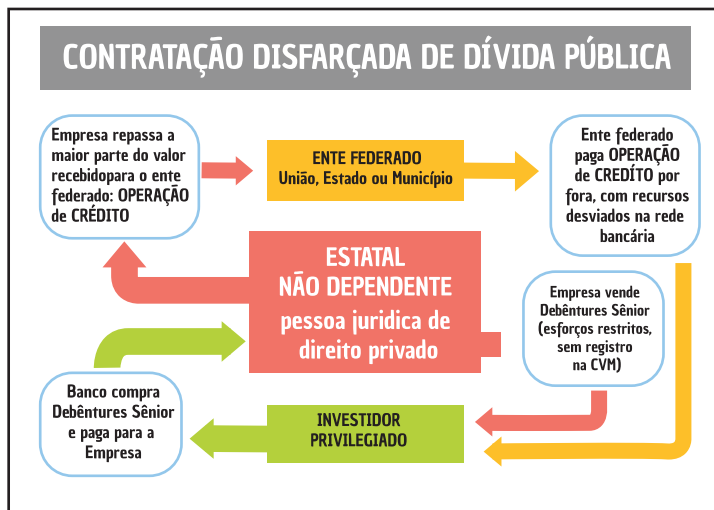 CONTRATAÇÃO DISFARÇADA DE DÍVIDA PÚBLICA
Empresa repassa a
maior parte do valor
recebidopara o ente
federado: OPERAÇÃO
de CRÉDITO
ENTE FEDERADO
União, Estado ou Município
Ente federado
paga OPERAÇÃO
de CREDÍTO por
fora, com recursos
desviados na rede
bancária
ESTATAL
NÃO DEPENDENTE
pessoa juridica de
direito privado
Empresa vende
Debêntures Sênior
(esforços restritos,
sem registro
na CVM)
Banco compra
Debêntures Sênior
e paga para a
Empresa
INVESTIDOR
PRIVILEGIADO